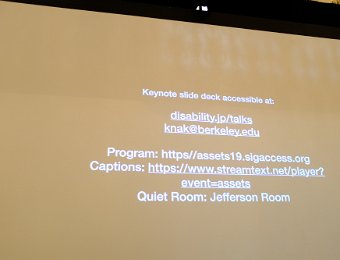 Keynote slide deck accessible at:
disability.jp/talks
knak@berkeley.edu
Program: https//assets19.sigaccess.org
Captions: https://www.streamtext.net/player?
event=assets
Quiet Room: Jefferson Room